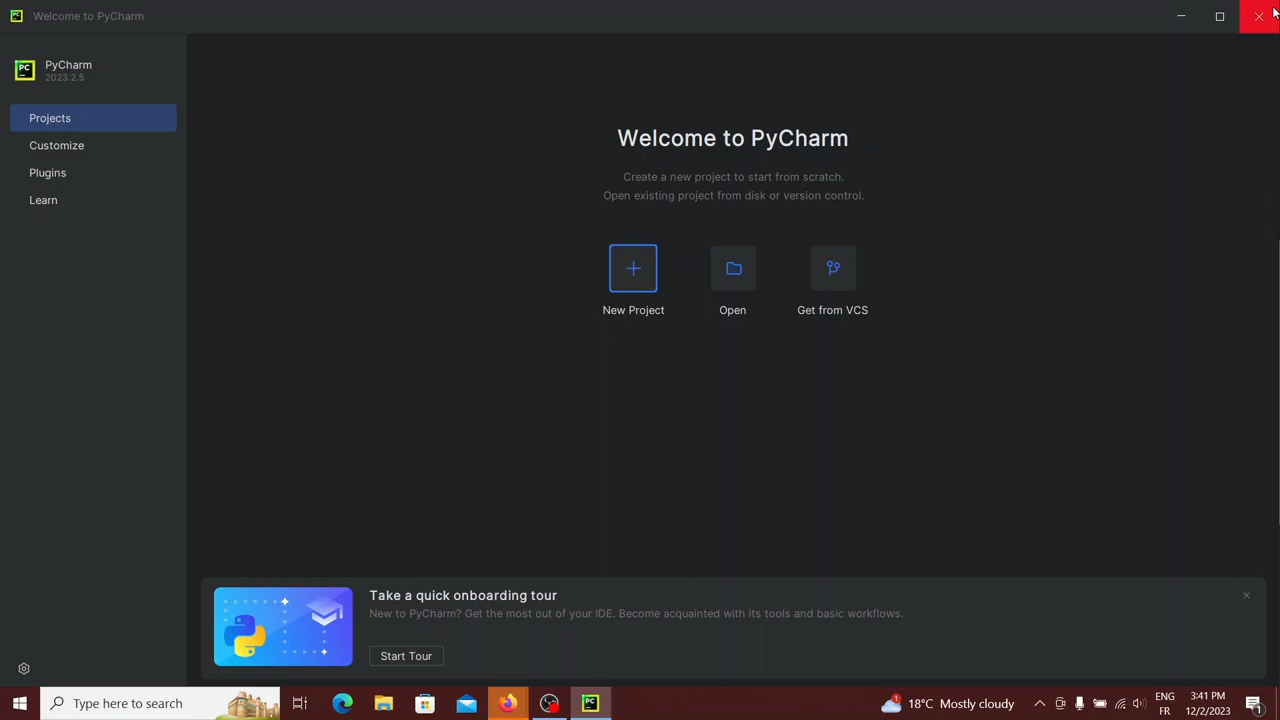 Welcome to PyCharm
PyCharm
2023.2.5
Projects
Customize
Plugins
Learn
Welcome to PyCharm
Create a new project to start from scratch.
Open existing project from disk or version control.
New Project
Open
Get from VCS
Take a quick onboarding tour
New to PyCharm? Get the most out of your IDE. Become acquainted with its tools and basic workflows.
Start Tour
Type here to search
18°C Mostly cloudy
ENG
FR
3:41 PM
12/2/2023